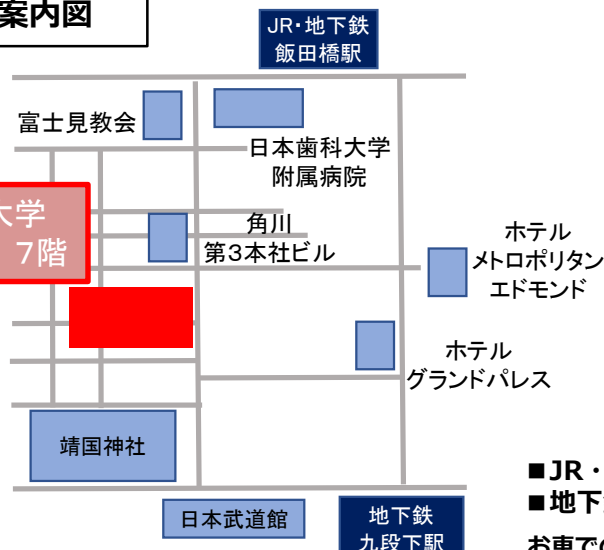 案内図
JR・地下鉄
飯田橋駅
富士見教会
日本歯科大学
附属病院
大学
7階
角川
第3本社ビル
ホテル
メトロポリタン
エドモンド
ホテル
グランドパレス
靖国神社
日本武道館
地下鉄
九段下駅
■JR・
■地下
お車での